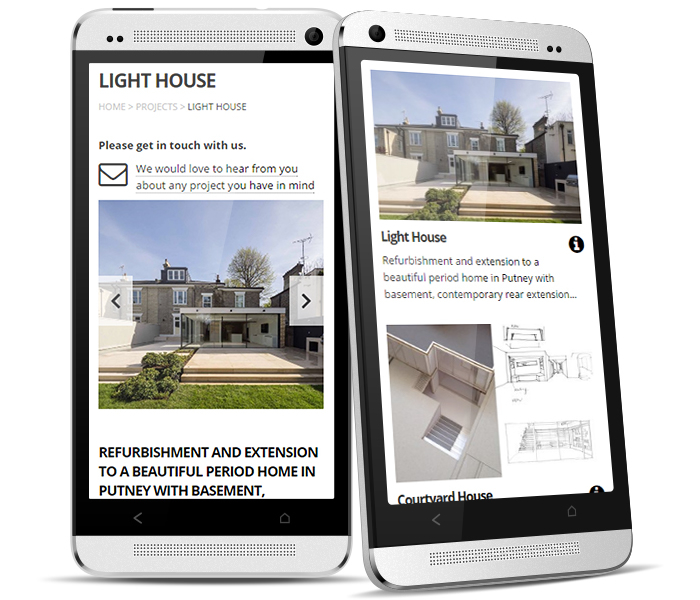 LIGHT HOUSE
HOME > PROJECTS > LIGHT HOUSE
Please get in touch with us.
We would love to hear from you
about any project you have in mind
REFURBISHMENT AND EXTENSION
TO A BEAUTIFUL PERIOD HOME IN
PUTNEY WITH BASEMENT,
Light House
Refurbishment and extension to a
beautiful period home in Putney with
basement, contemporary rear extension...
Courtyard House